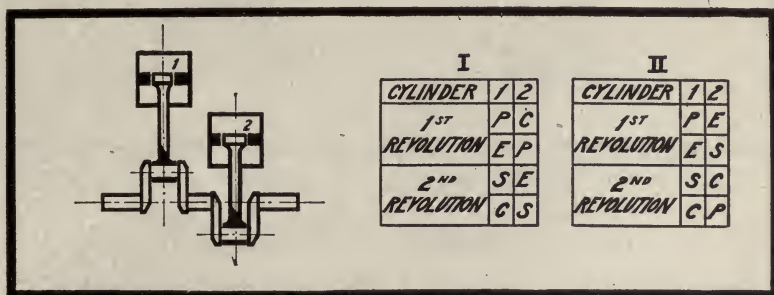 1
2
I
CYLINDER 1 2
1ST REVOLUTION P C
E P
2ND REVOLUTION S E
C S
II
CYLINDER 1 2
1ST REVOLUTION P E
E S
2ND REVOLUTION S C
C P